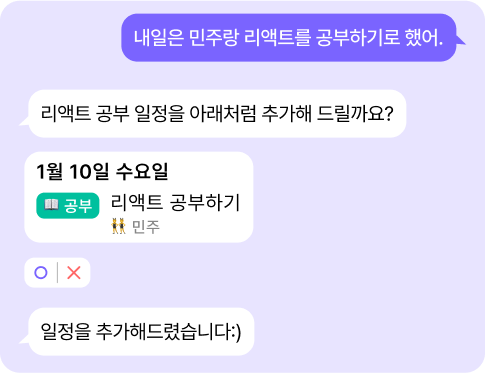 내일은 민주랑 리액트를 공부하기로 했어.
리액트 공부 일정을 아래처럼 추가해 드릴까요?
1월 10일 수요일
공부 리액트 공부하기
민주
일정을 추가해드렸습니다:)